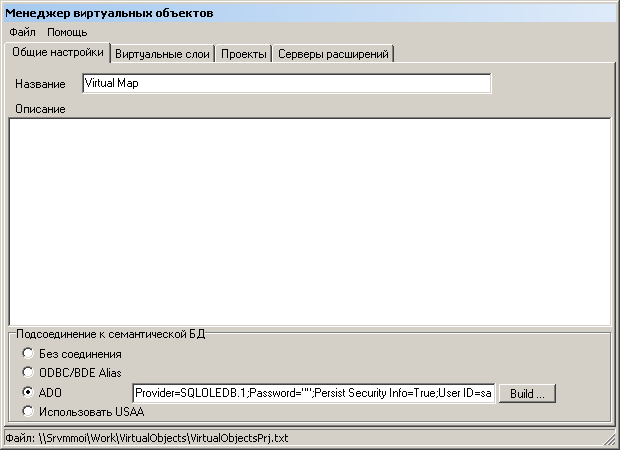 Менеджер виртуальных объектов
Файл Помощь
Общие настройки Виртуальные слои Проекты Серверы расширений
Название Virtual Map
Описание
Подсоединение к семантической БД
Без соединения
ODBC/BDE Alias
ADO Provider=SQLOLEDB.1;Password="";Persist Security Info=True;User ID=sa Build ...
Использовать USAA
Файл: \\Srvmmoi\Work\VirtualObjects\VirtualObjectsPrj.txt